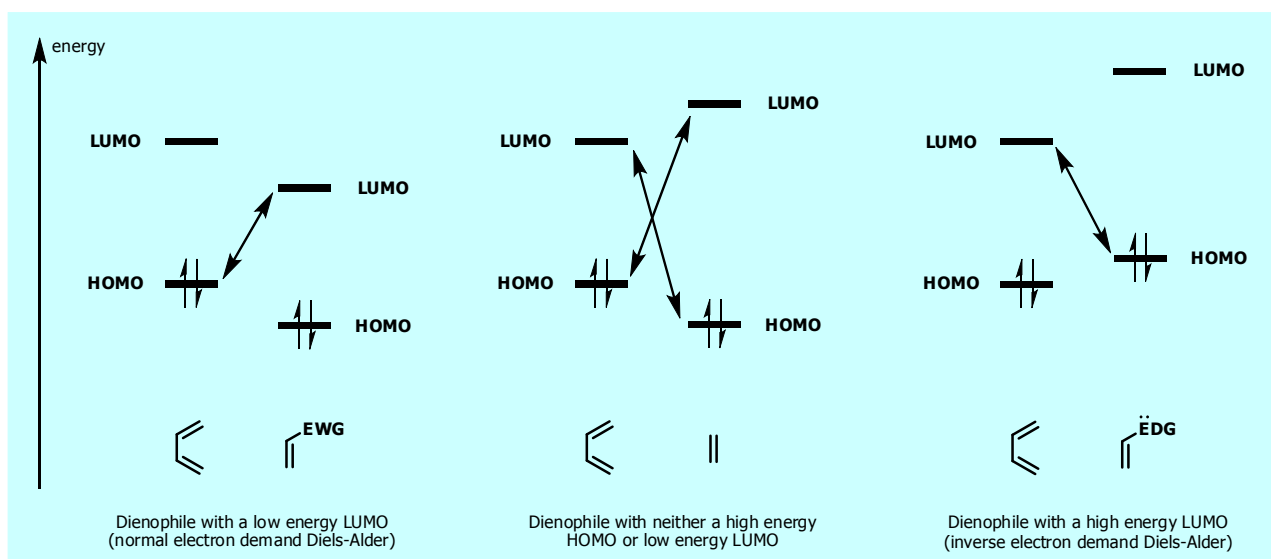 energy
LUMO
LUMO
HOMO
HOMO
EWG
Dienophile with a low energy LUMO
(normal electron demand Diels-Alder)
LUMO
LUMO
HOMO
HOMO
Dienophile with neither a high energy
HOMO or low energy LUMO
LUMO
LUMO
HOMO
HOMO
EDG
Dienophile with a high energy LUMO
(inverse electron demand Diels-Alder)